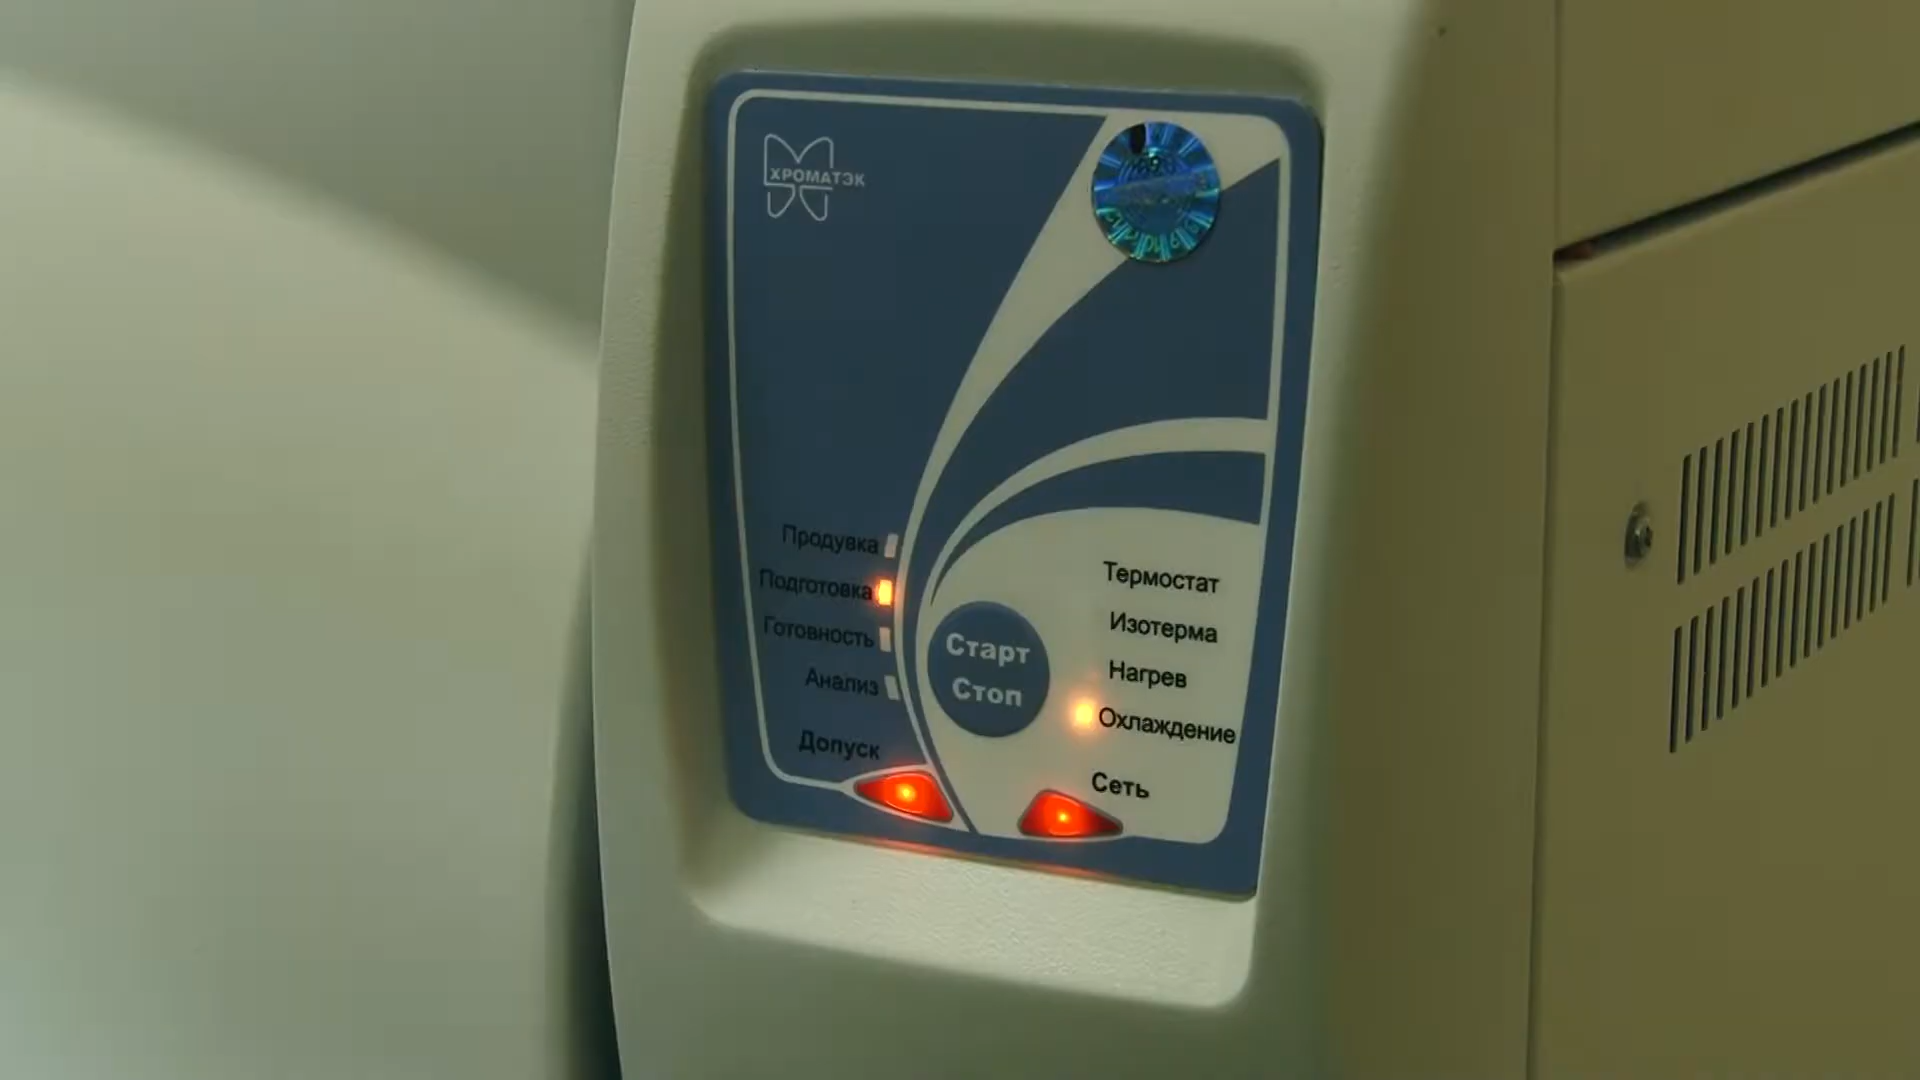 ХРОМАТЭК
Продувка
Подготовка
Готовность
Анализ
Допуск
Старт
Стоп
Термостат
Изотерма
Нагрев
Охлаждение
Сеть